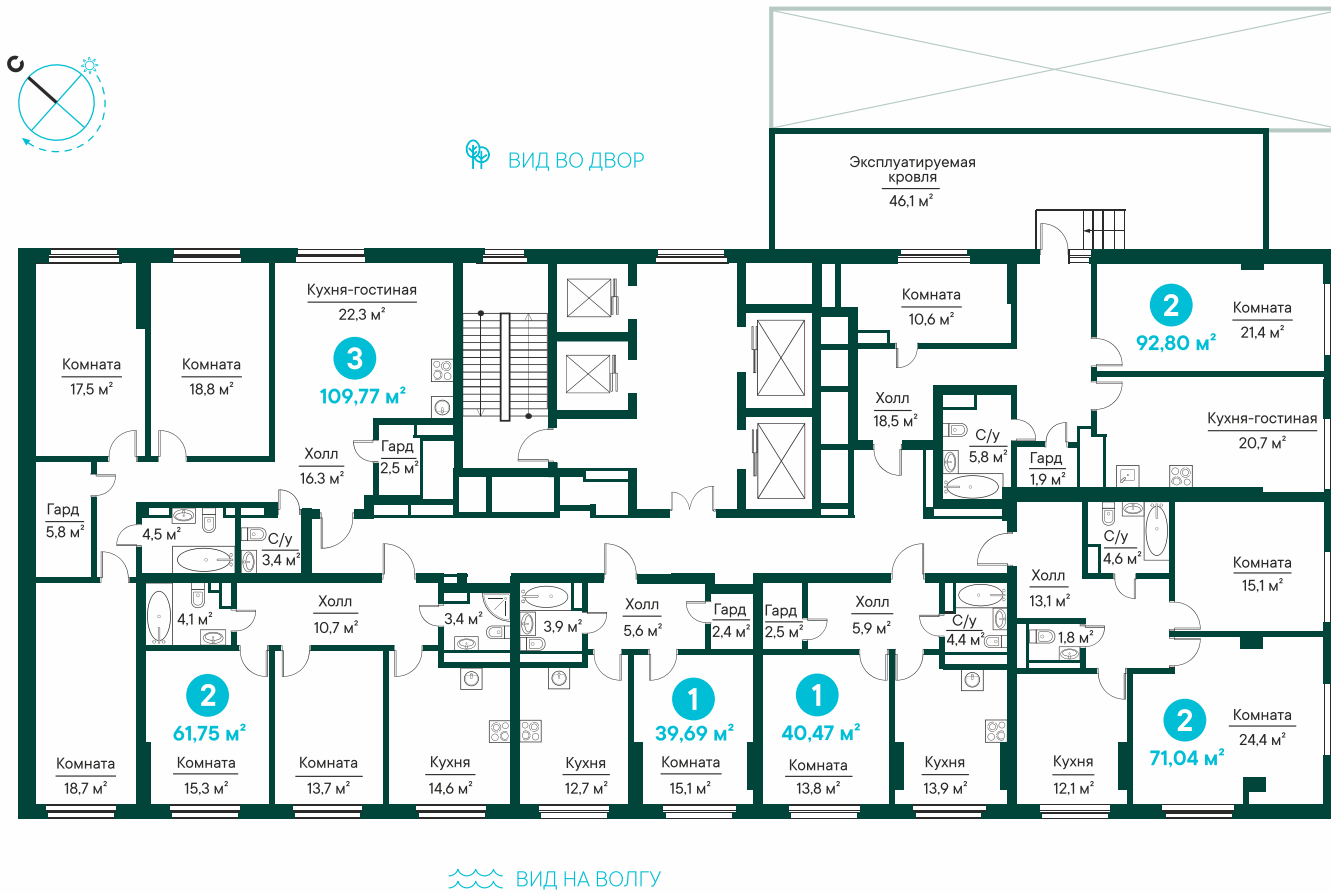 С
ВИД ВО ДВОР
Эксплуатируемая
кровля
46,1 м²
Кухня-гостиная
22,3 м²
3
109,77 м²
Комната
17,5 м²
Комната
18,8 м²
Холл
16.3 м²
Гард
2,5 м²
Гард
5,8 м²
4,5 м²
С/у
3,4 м²
Комната
18,7 м²
Комната
10,6 м²
2
92,80 м²
Комната
21,4 м²
Холл
18,5 м²
С/у
5,8 м²
Гард
1,9 м²
Кухня-гостиная
20,7 м²
4,1 м²
Холл
10,7 м²
3,4 м²
2
61,75 м²
Комната
15,3 м²
Комната
13,7 м²
Кухня
14,6 м²
3,9 м²
Холл
5,6 м²
Гард
2,4 м²
1
39,69 м²
Кухня
12,7 м²
Комната
15,1 м²
Гард
2,5 м²
Холл
5,9 м²
С/у
4,4 м²
1
40,47 м²
Комната
13,8 м²
Кухня
13,9 м²
Холл
13,1 м²
С/у
4,6 м²
Комната
15,1 м²
1,8 м²
2
71,04 м²
Комната
24,4 м²
Кухня
12,1 м²
ВИД НА ВОЛГУ